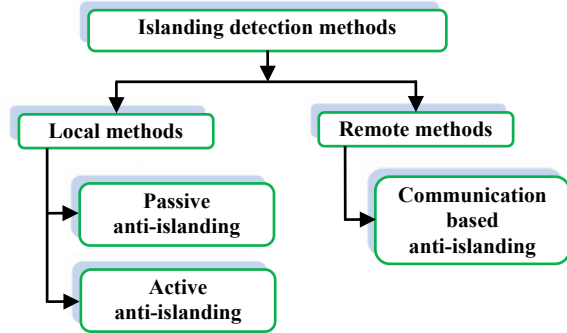 Islanding detection methods
Local methods
Remote methods
Passive
anti-islanding
Active
anti-islanding
Communication
based
anti-islanding